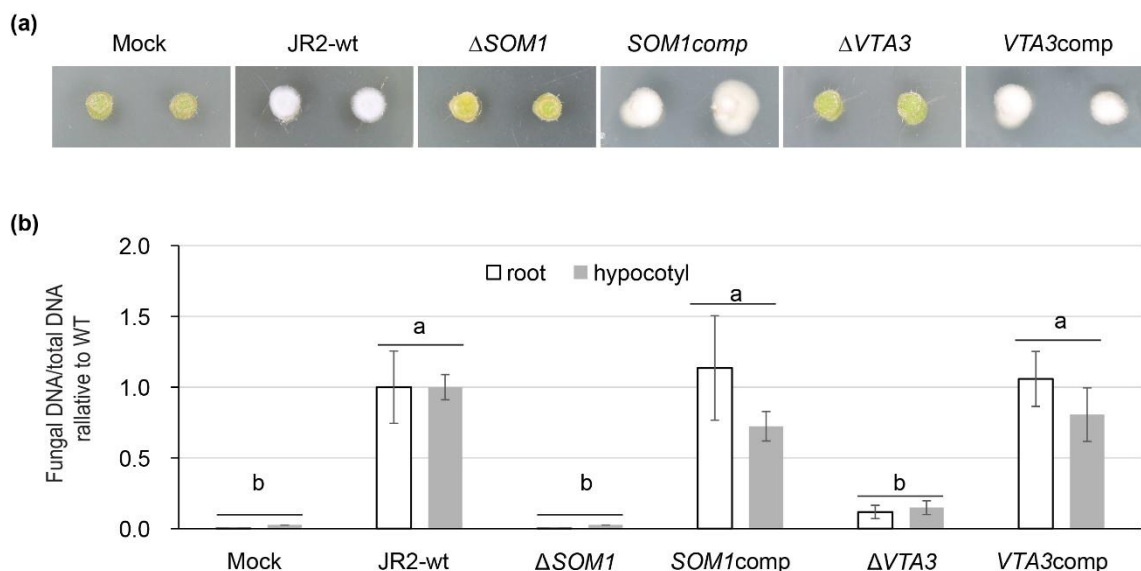 (a)
Mock JR2-wt ΔSOM1 SOM1comp ΔVTA3 VTA3comp
(b)
Fungal DNA/total DNA
rallative to WT
2.0
1.5
1.0
0.5
0.0
root hypocotyl
b a b a b a
Mock JR2-wt ΔSOM1 SOM1comp ΔVTA3 VTA3comp